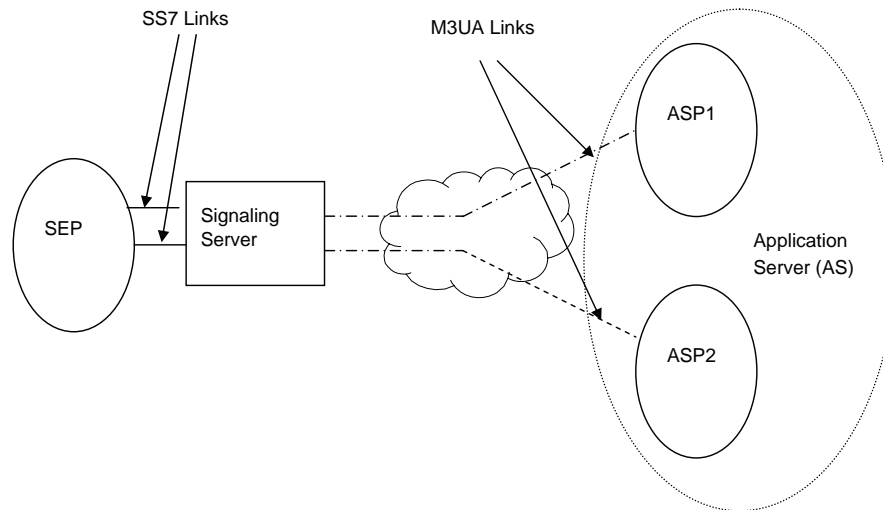 SS7 Links
M3UA Links
ASP1
SEP
Signaling
Server
Application
Server (AS)
ASP2